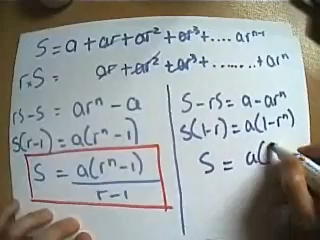 S = a + ar + ar² + ar³ + .... arⁿ⁻¹
r×S = ar + ar² + ar³ + ....... + arⁿ
rS - S = arⁿ - a
S(r-1) = a(rⁿ-1)
S = a(rⁿ-1) / r-1
S - rS = a - arⁿ
S(1-r) = a(1-rⁿ)
S = a(